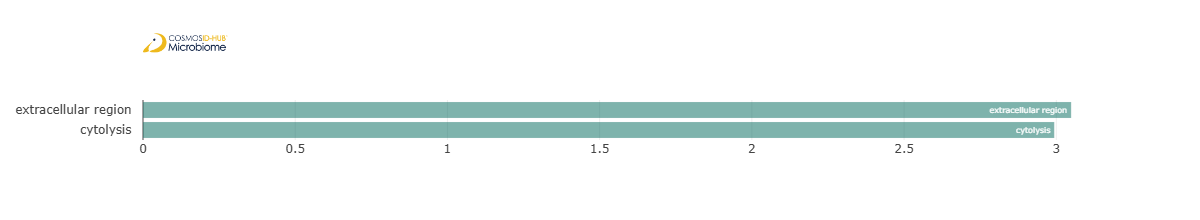 COSMOSID-HUB
Microbiome
extracellular region
extracellular region
cytolysis
cytolysis
0 0.5 1 1.5 2 2.5 3